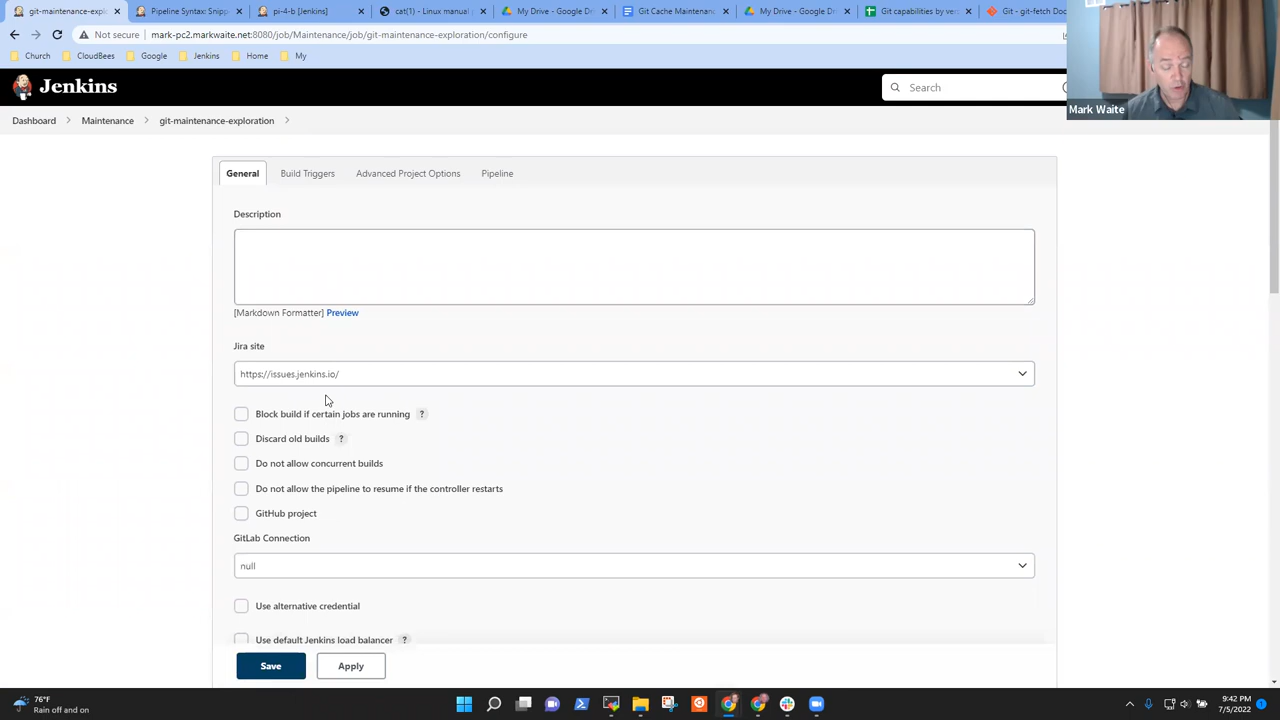 git-maintenance-exp
Pipeline Syntax: Snipp
pi-4-b [Jenkins]
cat(1) - Linux manual
My Drive - Google Dri
Git Cache Maintenan
My Drive - Google Dri
Git capabilities by ver
Git - git-fetch Doc
Not secure mark-pc2.markwaite.net:8080/job/Maintenance/job/git-maintenance-exploration/configure
Church CloudBees Google Jenkins Home My
Jenkins
Search
Mark Waite
Dashboard Maintenance git-maintenance-exploration
General Build Triggers Advanced Project Options Pipeline
Description
[Markdown Formatter] Preview
Jira site
https://issues.jenkins.io/
Block build if certain jobs are running ?
Discard old builds ?
Do not allow concurrent builds
Do not allow the pipeline to resume if the controller restarts
GitHub project
GitLab Connection
null
Use alternative credential
Use default Jenkins load balancer ?
Save Apply
76°F
Rain off and on
9:42 PM
7/5/2022